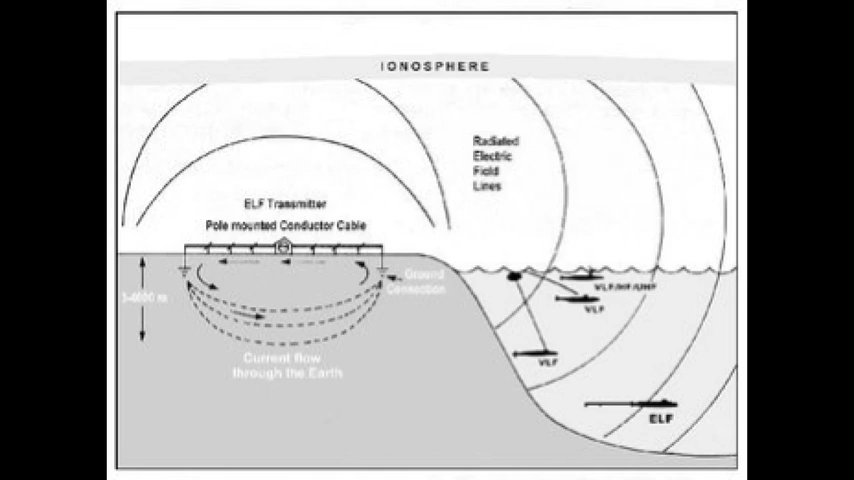 IONOSPHERE
Radiated
Electric
Field
Lines
ELF Transmitter
Pole mounted Conductor Cable
Ground
Connection
VLF/HF/UHF
VLF
VLF
Current flow
through the Earth
ELF